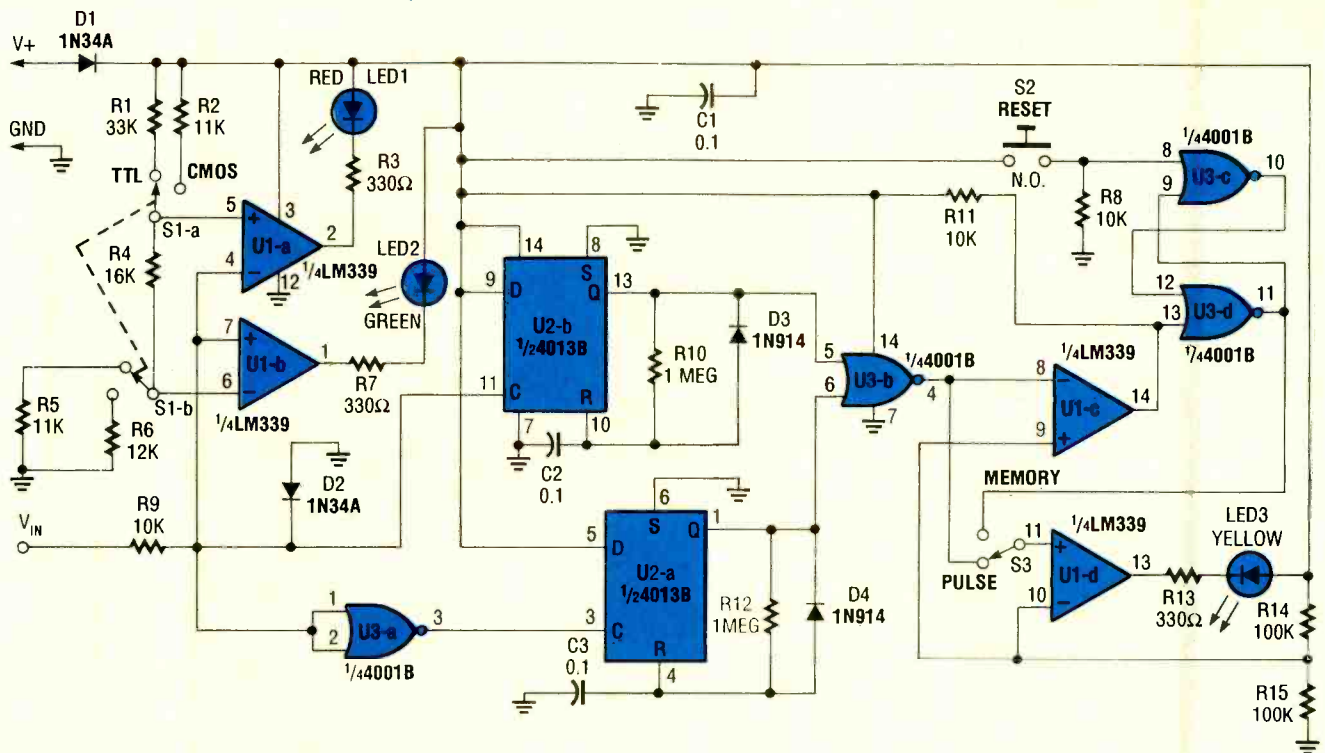 D1
1N34A
V+
GND
R1
33K
R2
11K
TTL
CMOS
S1-a
R4
16K
S1-b
R5
11K
R6
12K
VIN
R9
10K
5
+
4
−
3
2
12
U1-a
1/4LM339
RED
LED1
R3
330Ω
7
+
6
−
1
U1-b
1/4LM339
R7
330Ω
LED2
GREEN
D2
1N34A
1
2
3
U3-a
1/44001B
14
8
S
9
D
Q
13
U2-b
1/24013B
11
C
R
7
10
C2
0.1
R10
1 MEG
D3
1N914
6
S
5
D
Q
1
U2-a
1/24013B
3
C
R
4
C3
0.1
R12
1MEG
D4
1N914
C1
0.1
5
6
14
7
4
U3-b
1/44001B
R11
10K
S2
RESET
N.O.
R8
10K
1/44001B
8
9
10
U3-c
12
13
11
U3-d
1/44001B
1/4LM339
8
−
9
+
14
U1-c
MEMORY
PULSE
S3
1/4LM339
11
+
10
−
13
U1-d
R13
330Ω
LED3
YELLOW
R14
100K
R15
100K